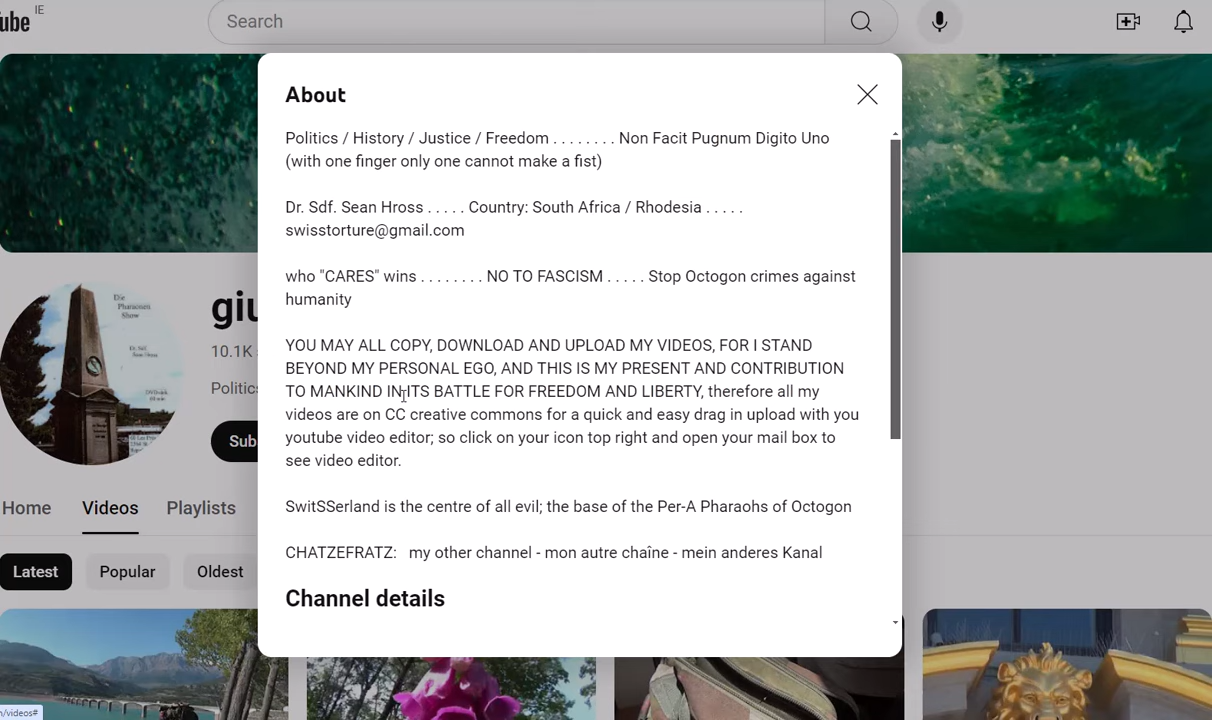 ube IE
Search
About
Politics / History / Justice / Freedom . . . . . . . . Non Facit Pugnum Digito Uno
(with one finger only one cannot make a fist)
Dr. Sdf. Sean Hross . . . . . Country: South Africa / Rhodesia . . . . .
swisstorture@gmail.com
who "CARES" wins . . . . . . . . NO TO FASCISM . . . . . Stop Octogon crimes against
humanity
YOU MAY ALL COPY, DOWNLOAD AND UPLOAD MY VIDEOS, FOR I STAND
BEYOND MY PERSONAL EGO, AND THIS IS MY PRESENT AND CONTRIBUTION
TO MANKIND IN ITS BATTLE FOR FREEDOM AND LIBERTY, therefore all my
videos are on CC creative commons for a quick and easy drag in upload with you
youtube video editor; so click on your icon top right and open your mail box to
see video editor.
SwitSSerland is the centre of all evil; the base of the Per-A Pharaohs of Octogon
CHATZEFRATZ: my other channel - mon autre chaîne - mein anderes Kanal
Channel details
Die
Pharaonen
Show
giu
10.1K
Politic
Sub
Home Videos Playlists
Latest Popular Oldest
n/videos#